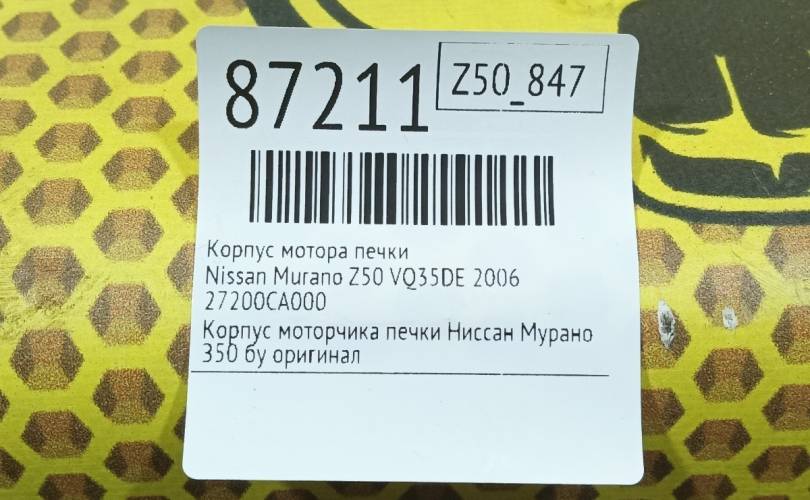 87211
Z50_847
Корпус мотора печки
Nissan Murano Z50 VQ35DE 2006
27200CA000
Корпус моторчика печки Ниссан Мурано
350 бу оригинал